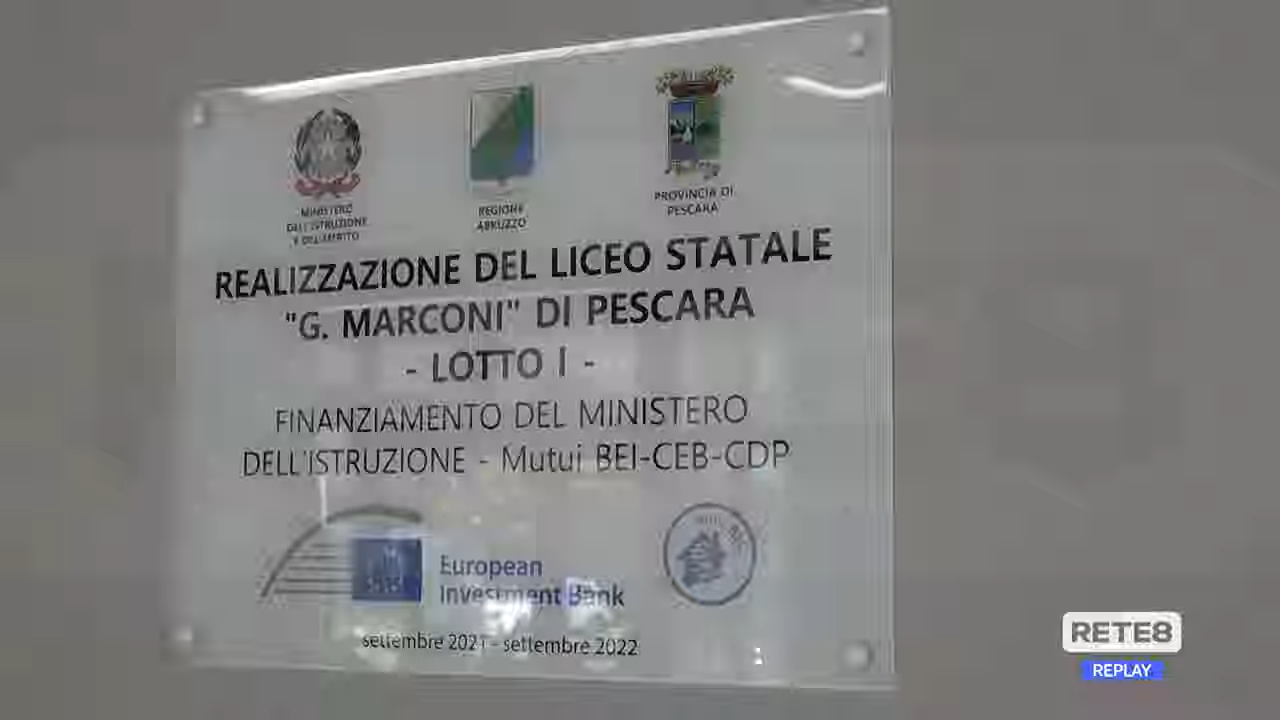 MINISTERO
DELL'ISTRUZIONE
E DEL MERITO
REGIONE
ABRUZZO
PROVINCIA DI
PESCARA
REALIZZAZIONE DEL LICEO STATALE
"G. MARCONI" DI PESCARA
- LOTTO I -
FINANZIAMENTO DEL MINISTERO
DELL'ISTRUZIONE - Mutui BEI-CEB-CDP
European
Investment Bank
settembre 2021 - settembre 2022
RETE8
REPLAY